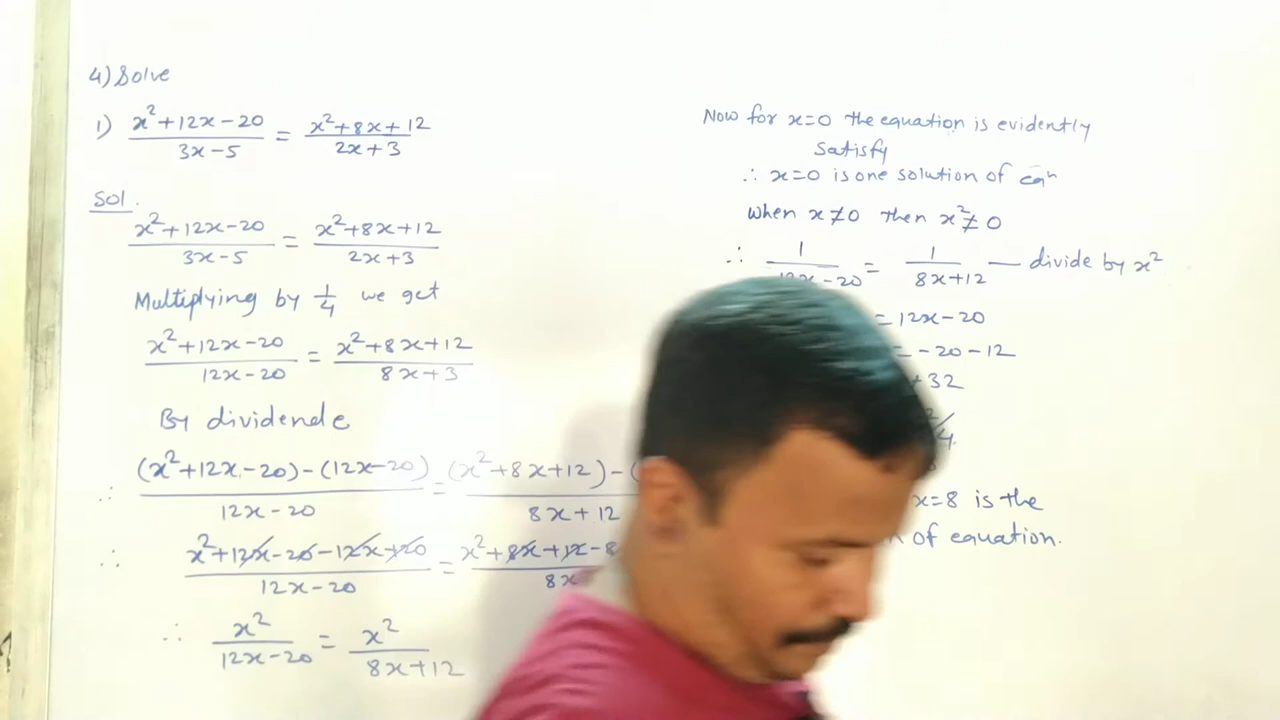 4) Solve
1) x²+12x-20/3x-5 = x²+8x+12/2x+3
Sol.
x²+12x-20/3x-5 = x²+8x+12/2x+3
Multiplying by 1/4 we get
x²+12x-20/12x-20 = x²+8x+12/8x+3
By dividende
∴ (x²+12x-20)-(12x-20)/12x-20 = (x²+8x+12)-(/8x+12
∴ x²+12x-20-12x+20/12x-20 = x²+8x+12-8/8x
∴ x²/12x-20 = x²/8x+12
Now for x=0 the equation is evidently
Satisfy
∴ x=0 is one solution of eqn
When x≠0 then x²≠0
∴ 1/12x-20 = 1/8x+12 — divide by x²
= 12x-20
= -20-12
+32
/4
x=8 is the
of equation.